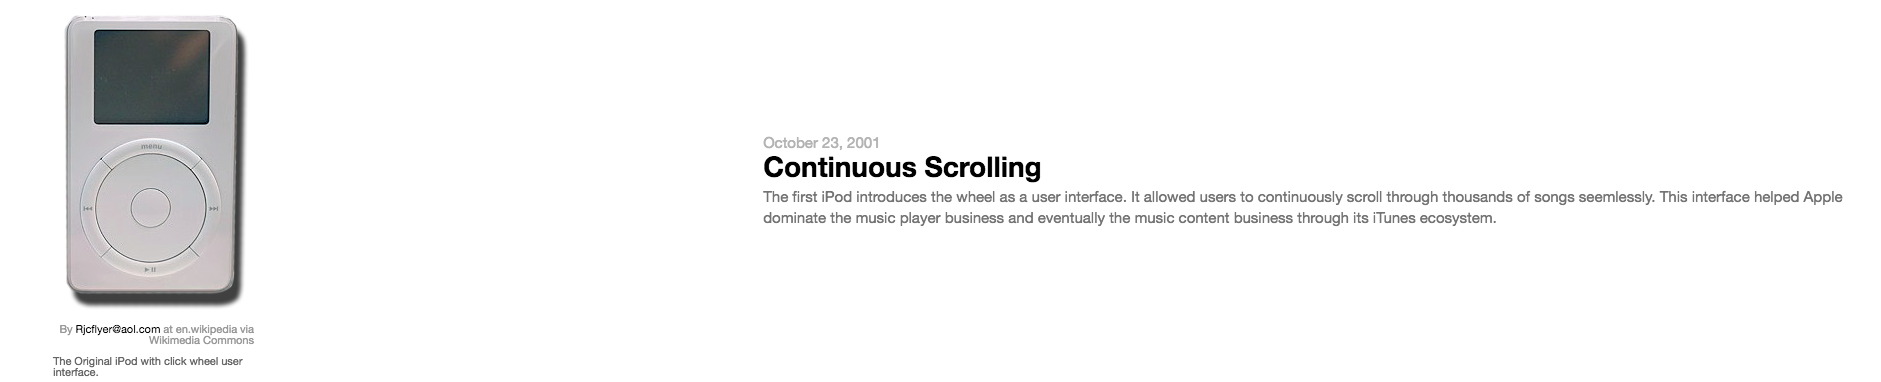 menu
By Rjcflyer@aol.com at en.wikipedia via
Wikimedia Commons
The Original iPod with click wheel user
interface.
October 23, 2001
Continuous Scrolling
The first iPod introduces the wheel as a user interface. It allowed users to continuously scroll through thousands of songs seemlessly. This interface helped Apple
dominate the music player business and eventually the music content business through its iTunes ecosystem.